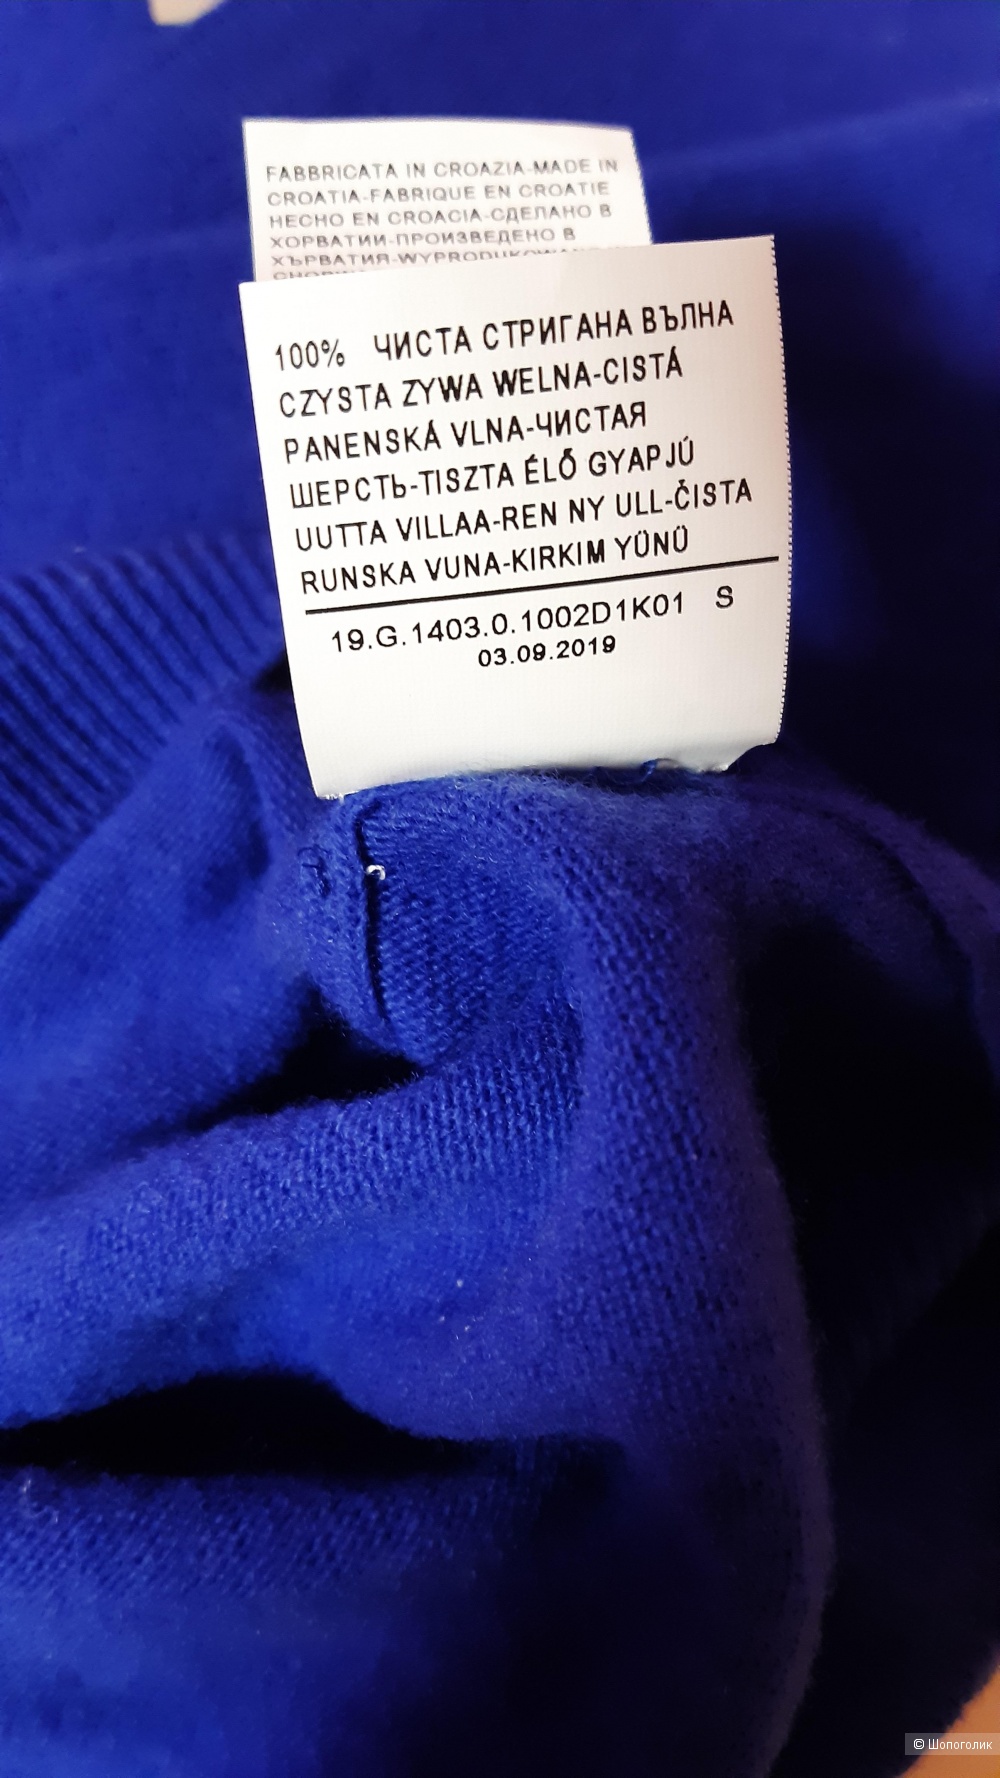 FABBRICATA IN CROAZIA-MADE IN
CROATIA-FABRIQUE EN CROATIE
HECHO EN CROACIA-СДЕЛАНО В
ХОРВАТИИ-ПРОИЗВЕДЕНО В
ХЪРВАТИЯ-WYPRODUKOWANO
100% ЧИСТА СТРИГАНА ВЪЛНА
CZYSTA ZYWA WELNA-CISTÁ
PANENSKÁ VLNA-ЧИСТАЯ
ШЕРСТЬ-TISZTA ÉLŐ GYAPJÚ
UUTTA VILLAA-REN NY ULL-ČISTA
RUNSKA VUNA-KIRKIM YÜNÜ
19.G.1403.0.1002D1K01 S
03.09.2019
© Шопоголик